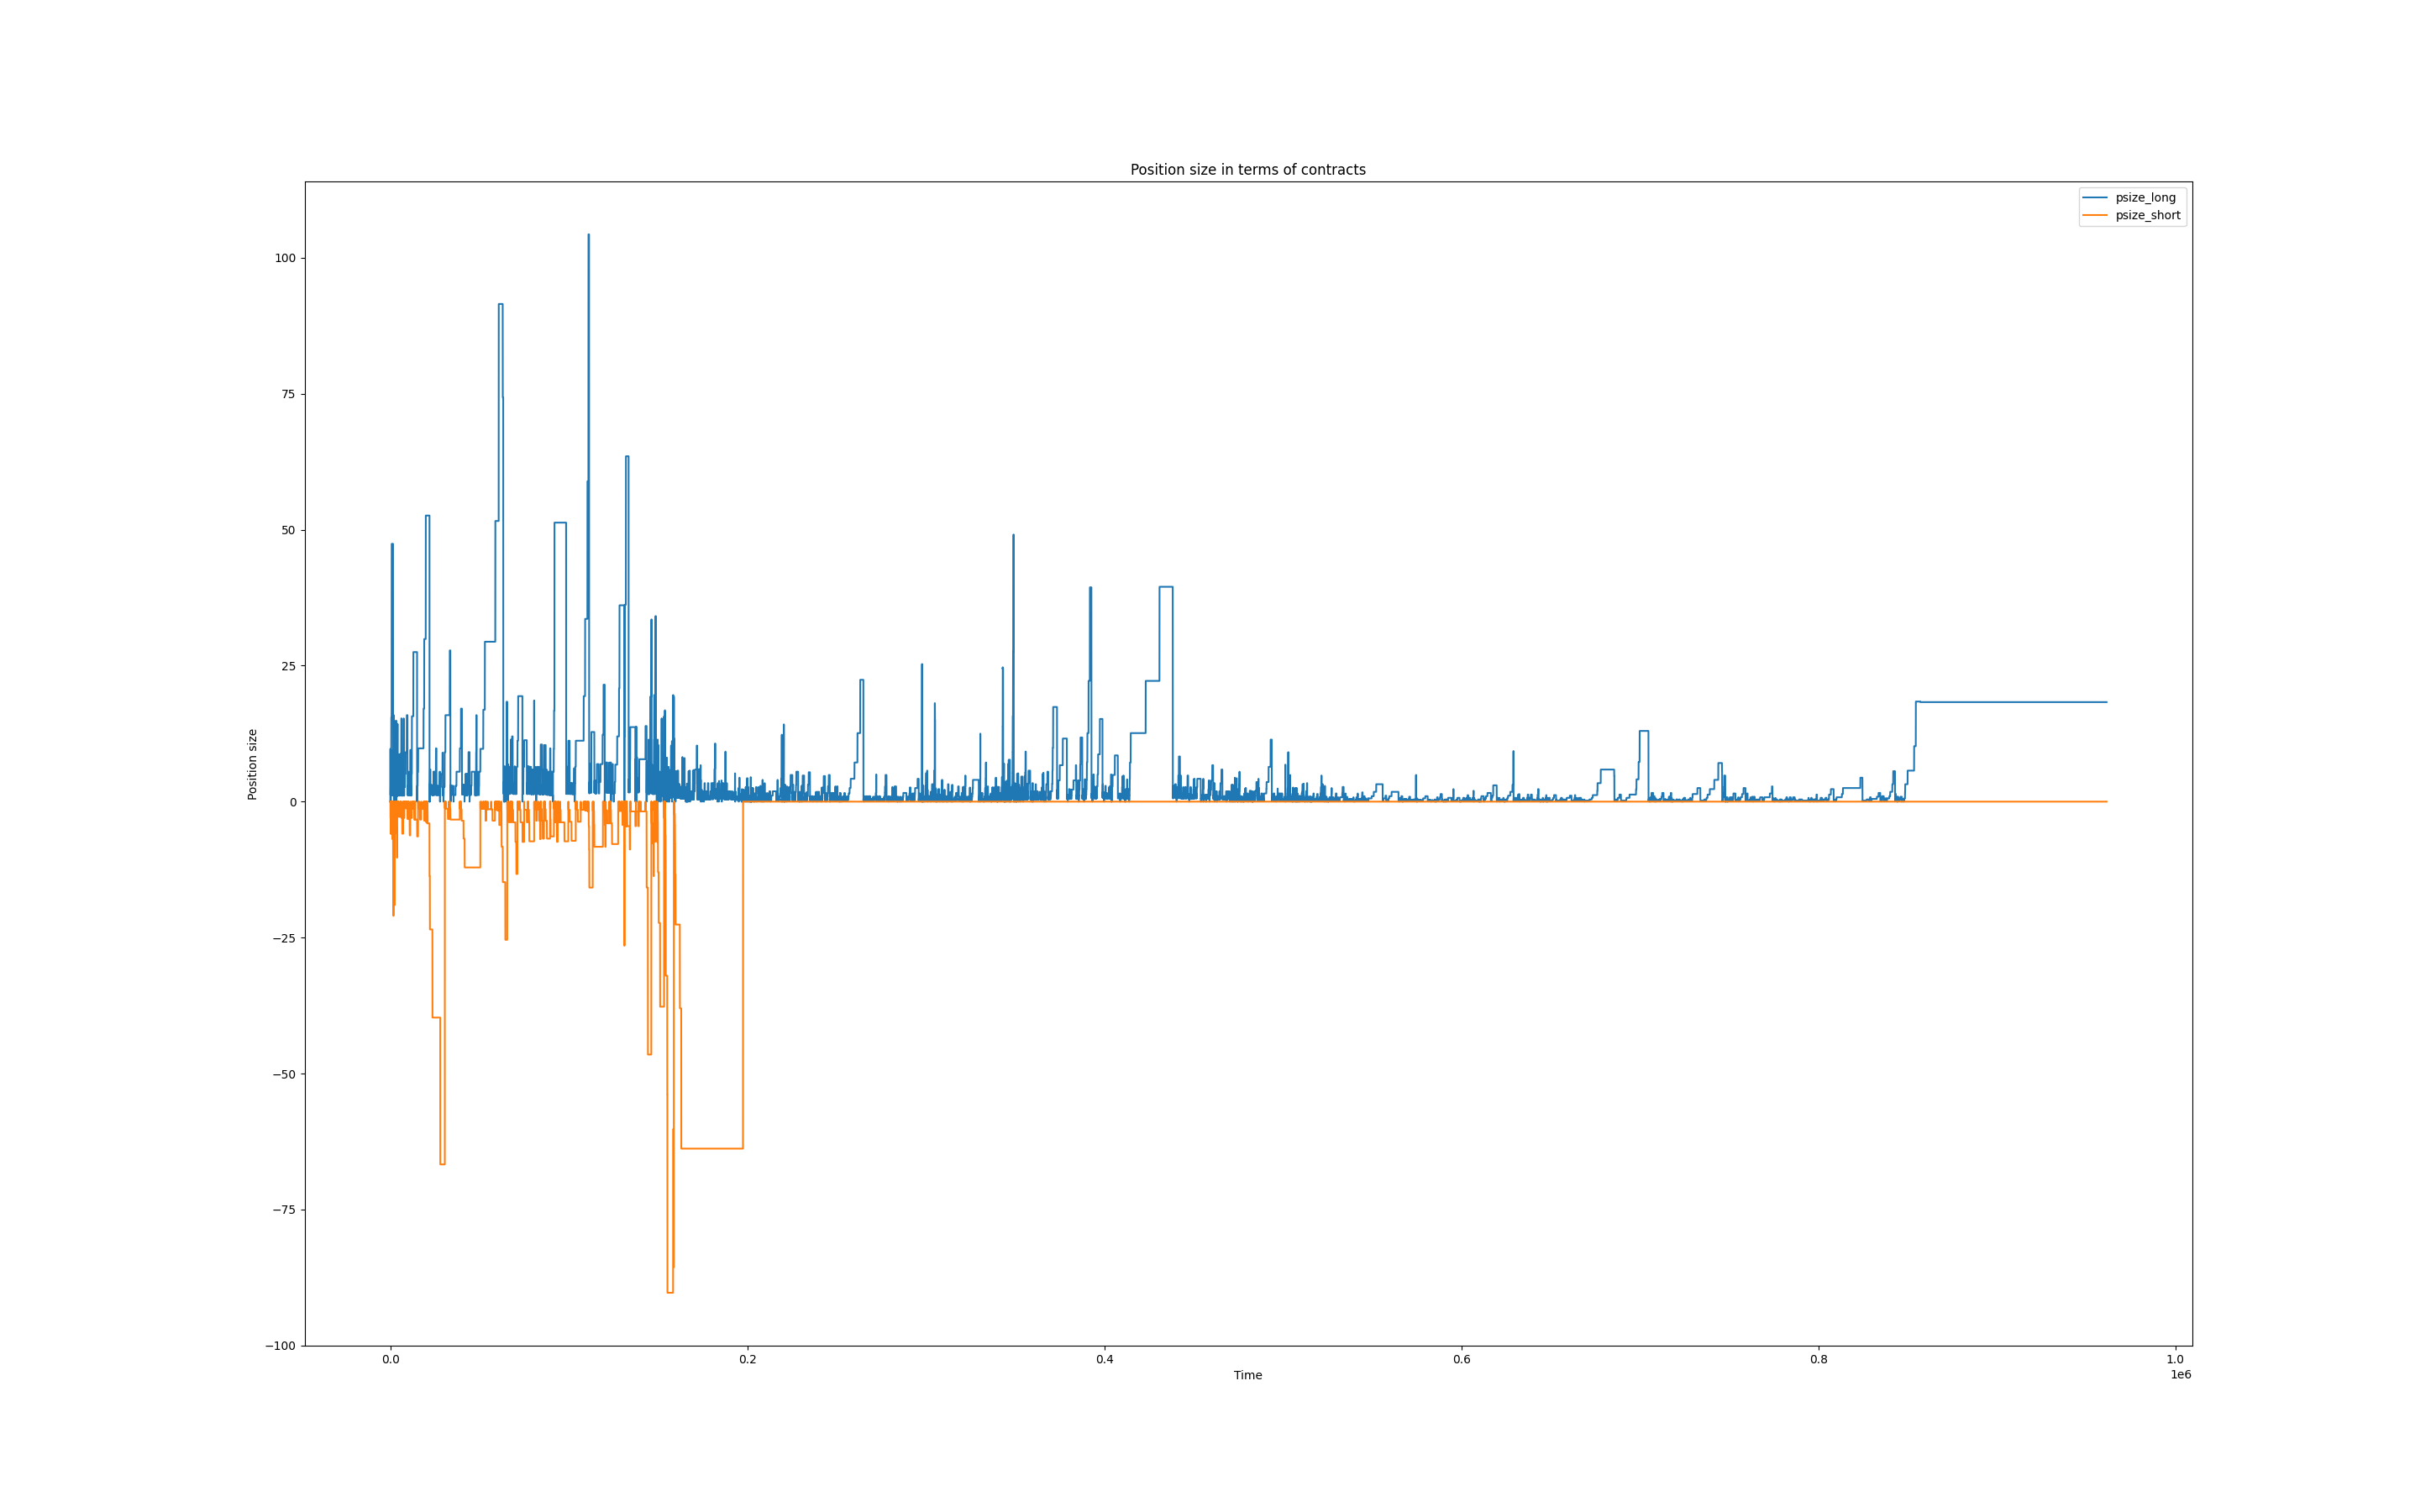 Position size in terms of contracts
psize_long
psize_short
100
75
50
25
0
−25
−50
−75
−100
Position size
0.0
0.2
0.4
0.6
0.8
1.0
1e6
Time